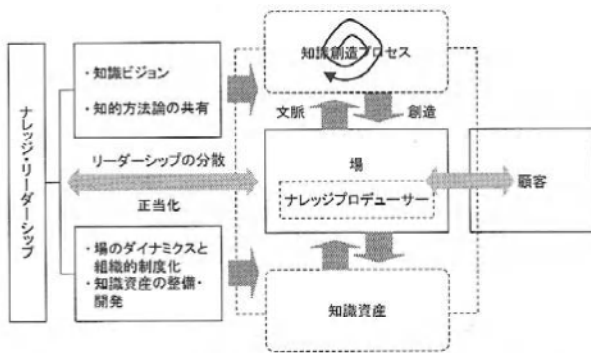 ナレッジ・リーダーシップ
・知識ビジョン
・知的方法論の共有
リーダーシップの分散
正当化
・場のダイナミクスと
組織的制度化
・知識資産の整備・
開発
知識創造プロセス
文脈
創造
場
ナレッジプロデューサー
顧客
知識資産